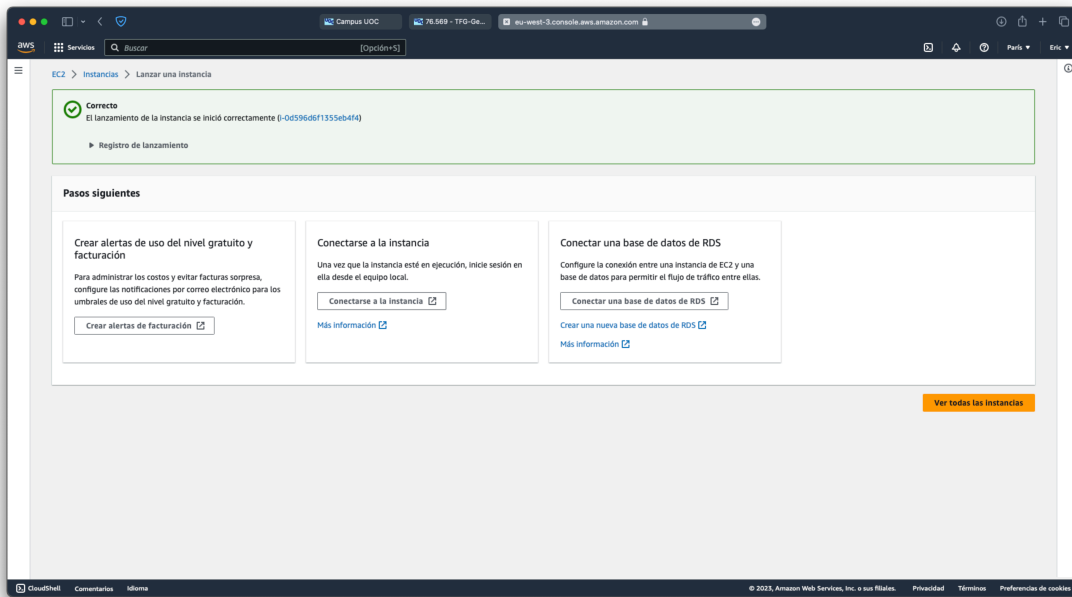 Campus UOC
76.569 - TFG-Ge...
eu-west-3.console.aws.amazon.com
aws
Servicios
Buscar
[Opción+S]
París
Eric
EC2 > Instancias > Lanzar una instancia
Correcto
El lanzamiento de la instancia se inició correctamente (i-0d596d6f1355eb4f4)
Registro de lanzamiento
Pasos siguientes
Crear alertas de uso del nivel gratuito y
facturación
Para administrar los costos y evitar facturas sorpresa,
configure las notificaciones por correo electrónico para los
umbrales de uso del nivel gratuito y facturación.
Crear alertas de facturación
Conectarse a la instancia
Una vez que la instancia esté en ejecución, inicie sesión en
ella desde el equipo local.
Conectarse a la instancia
Más información
Conectar una base de datos de RDS
Configure la conexión entre una instancia de EC2 y una
base de datos para permitir el flujo de tráfico entre ellas.
Conectar una base de datos de RDS
Crear una nueva base de datos de RDS
Más información
Ver todas las instancias
CloudShell
Comentarios
Idioma
© 2023, Amazon Web Services, Inc. o sus filiales.
Privacidad
Términos
Preferencias de cookies